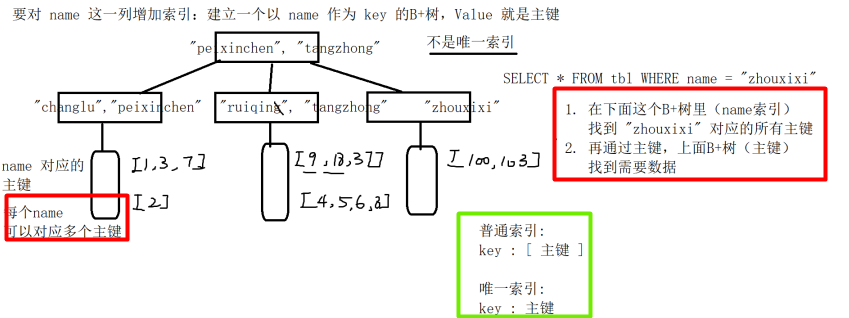 要对 name 这一列增加索引：建立一个以 name 作为 key 的B+树，Value 就是主键
"peixinchen", "tangzhong"
不是唯一索引
SELECT * FROM tbl WHERE name = "zhouxixi"
"changlu","peixinchen"
"ruiqing", "tangzhong"
"zhouxixi"
1. 在下面这个B+树里（name索引）
找到 "zhouxixi" 对应的所有主键
2. 再通过主键，上面B+树（主键）
找到需要数据
name 对应的
主键
[1,3,7]
[2]
[9,18,37]
[4,5,6,8]
[100,103]
每个name
可以对应多个主键
普通索引:
key : [ 主键 ]
唯一索引:
key : 主键